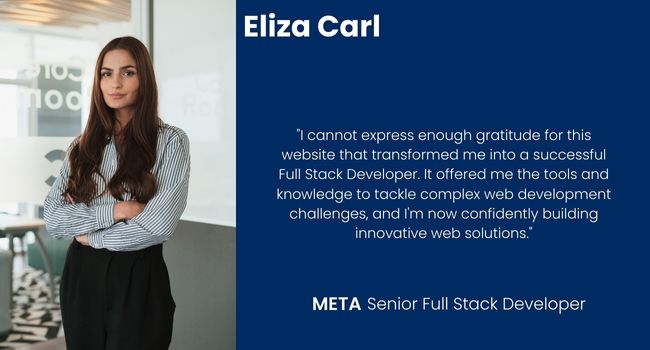 Eliza Carl
"I cannot express enough gratitude for this
website that transformed me into a successful
Full Stack Developer. It offered me the tools and
knowledge to tackle complex web development
challenges, and I'm now confidently building
innovative web solutions."
META Senior Full Stack Developer